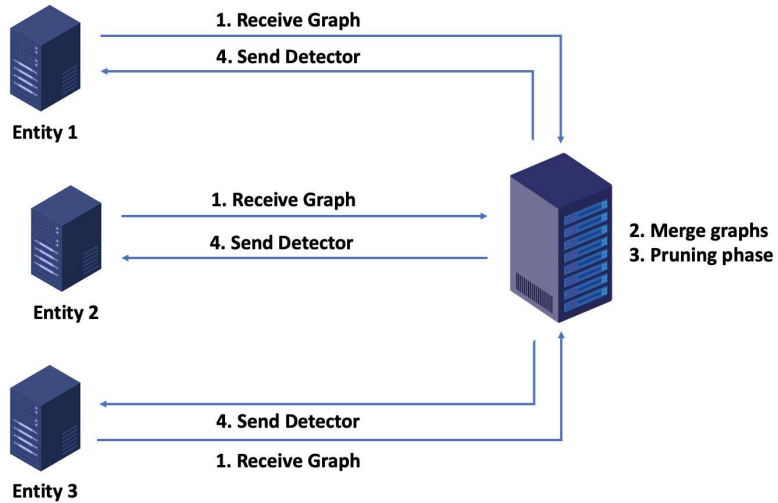 1. Receive Graph
4. Send Detector
Entity 1
1. Receive Graph
4. Send Detector
Entity 2
2. Merge graphs
3. Pruning phase
4. Send Detector
1. Receive Graph
Entity 3